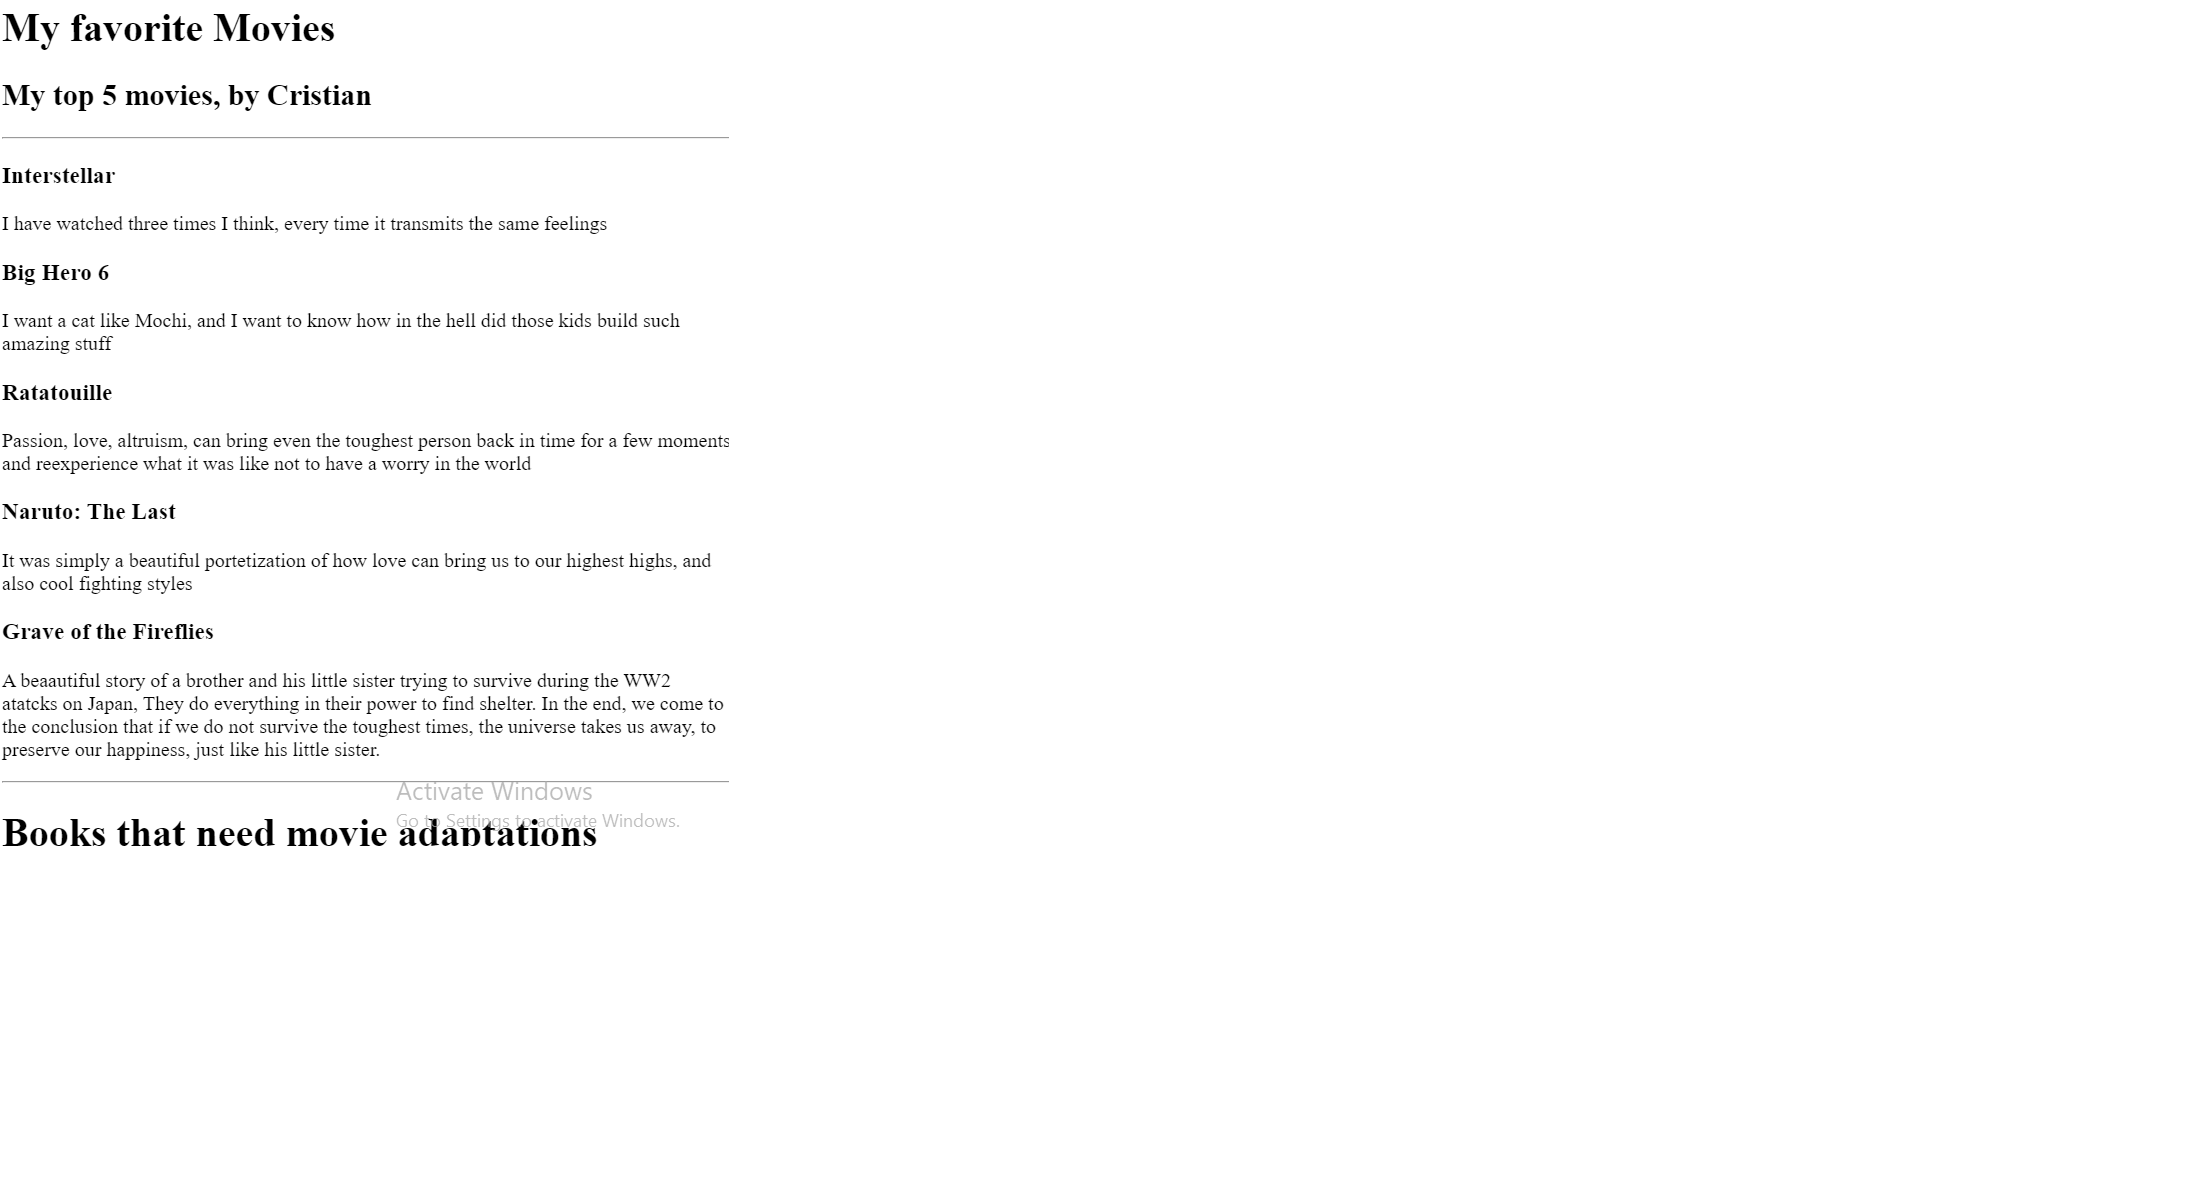 My favorite Movies
My top 5 movies, by Cristian
Interstellar
I have watched three times I think, every time it transmits the same feelings
Big Hero 6
I want a cat like Mochi, and I want to know how in the hell did those kids build such
amazing stuff
Ratatouille
Passion, love, altruism, can bring even the toughest person back in time for a few moments
and reexperience what it was like not to have a worry in the world
Naruto: The Last
It was simply a beautiful portetization of how love can bring us to our highest highs, and
also cool fighting styles
Grave of the Fireflies
A beaautiful story of a brother and his little sister trying to survive during the WW2
atatcks on Japan, They do everything in their power to find shelter. In the end, we come to
the conclusion that if we do not survive the toughest times, the universe takes us away, to
preserve our happiness, just like his little sister.
Activate Windows
Go to Settings to activate Windows.
Books that need movie adaptations